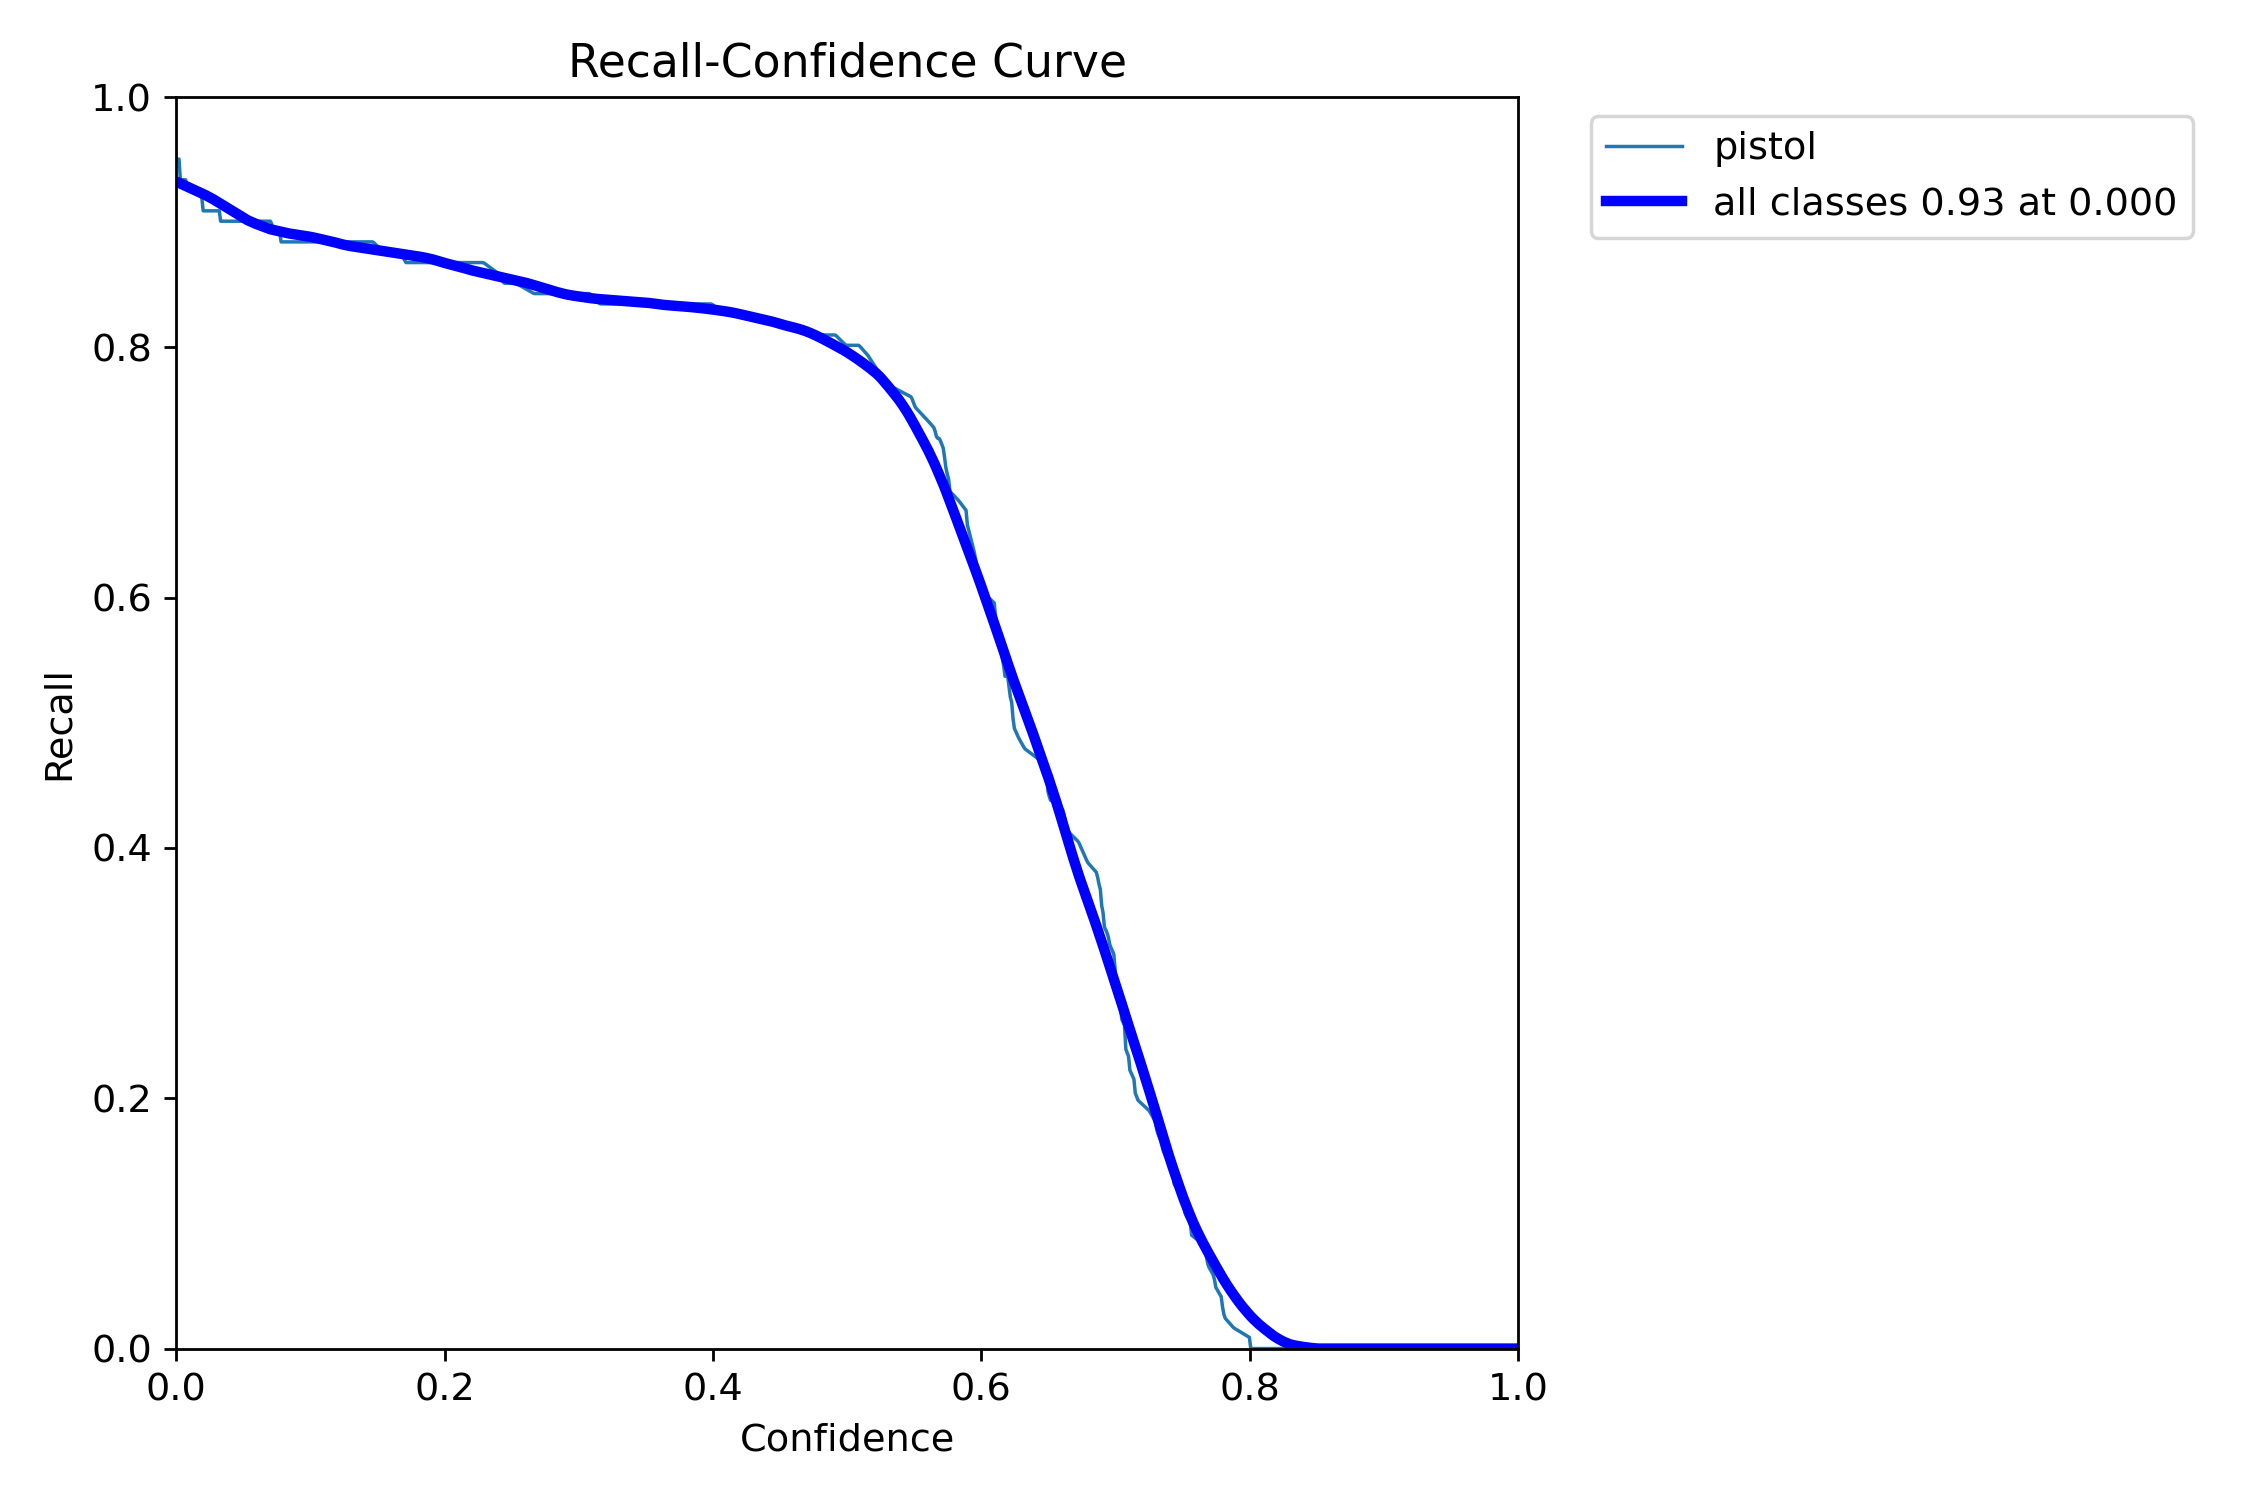 Recall-Confidence Curve
1.0
0.8
0.6
0.4
0.2
0.0
Recall
0.0 0.2 0.4 0.6 0.8 1.0
Confidence
pistol
all classes 0.93 at 0.000